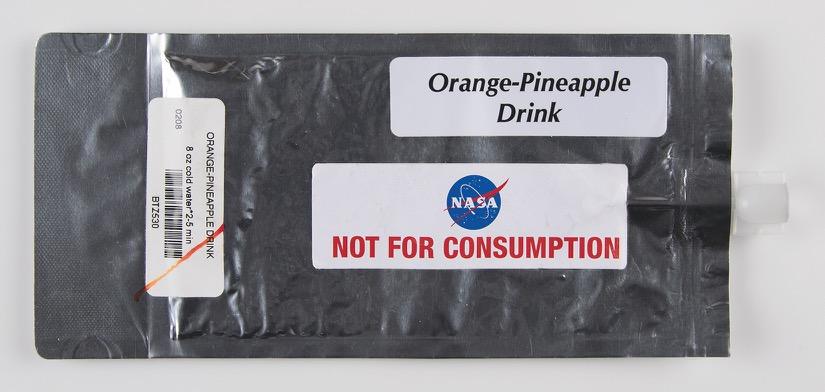 Orange-Pineapple
Drink
NASA
NOT FOR CONSUMPTION
ORANGE-PINEAPPLE DRINK
8 oz cold water*2-5 min
BTZ530
0208